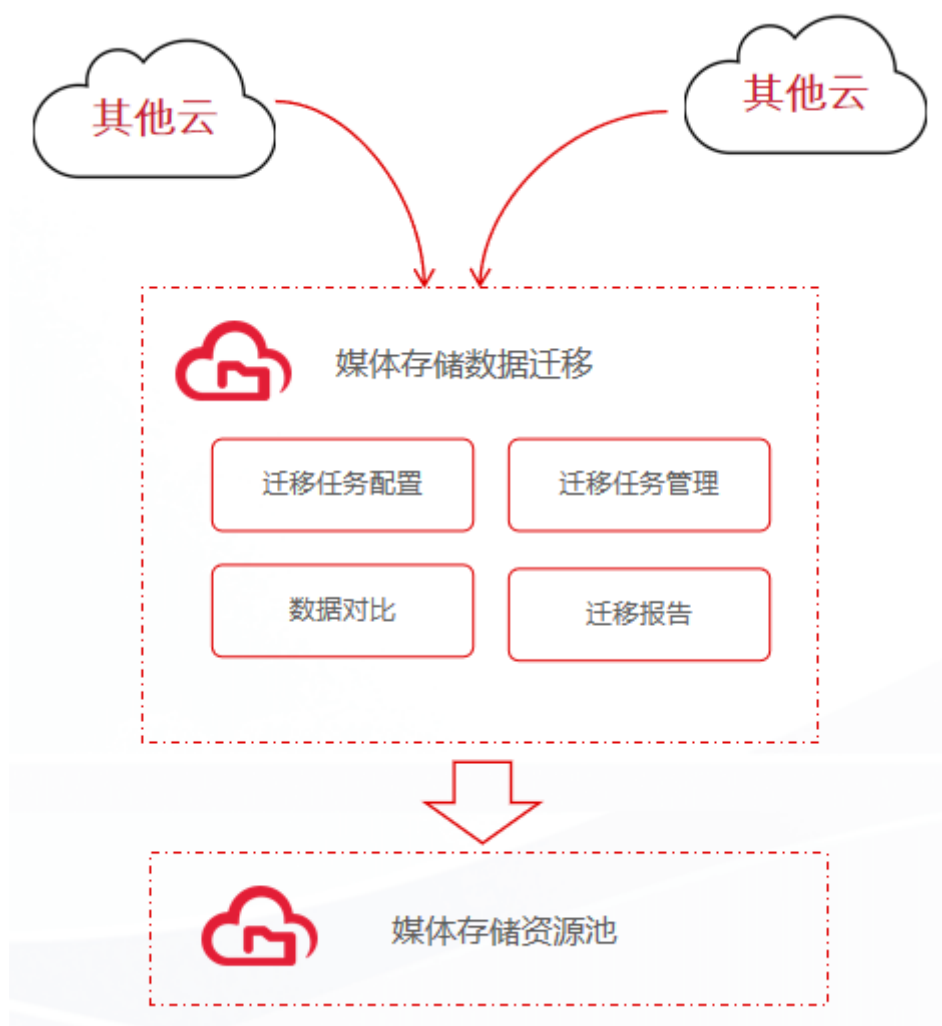 其他云
其他云
媒体存储数据迁移
迁移任务配置
迁移任务管理
数据对比
迁移报告
媒体存储资源池